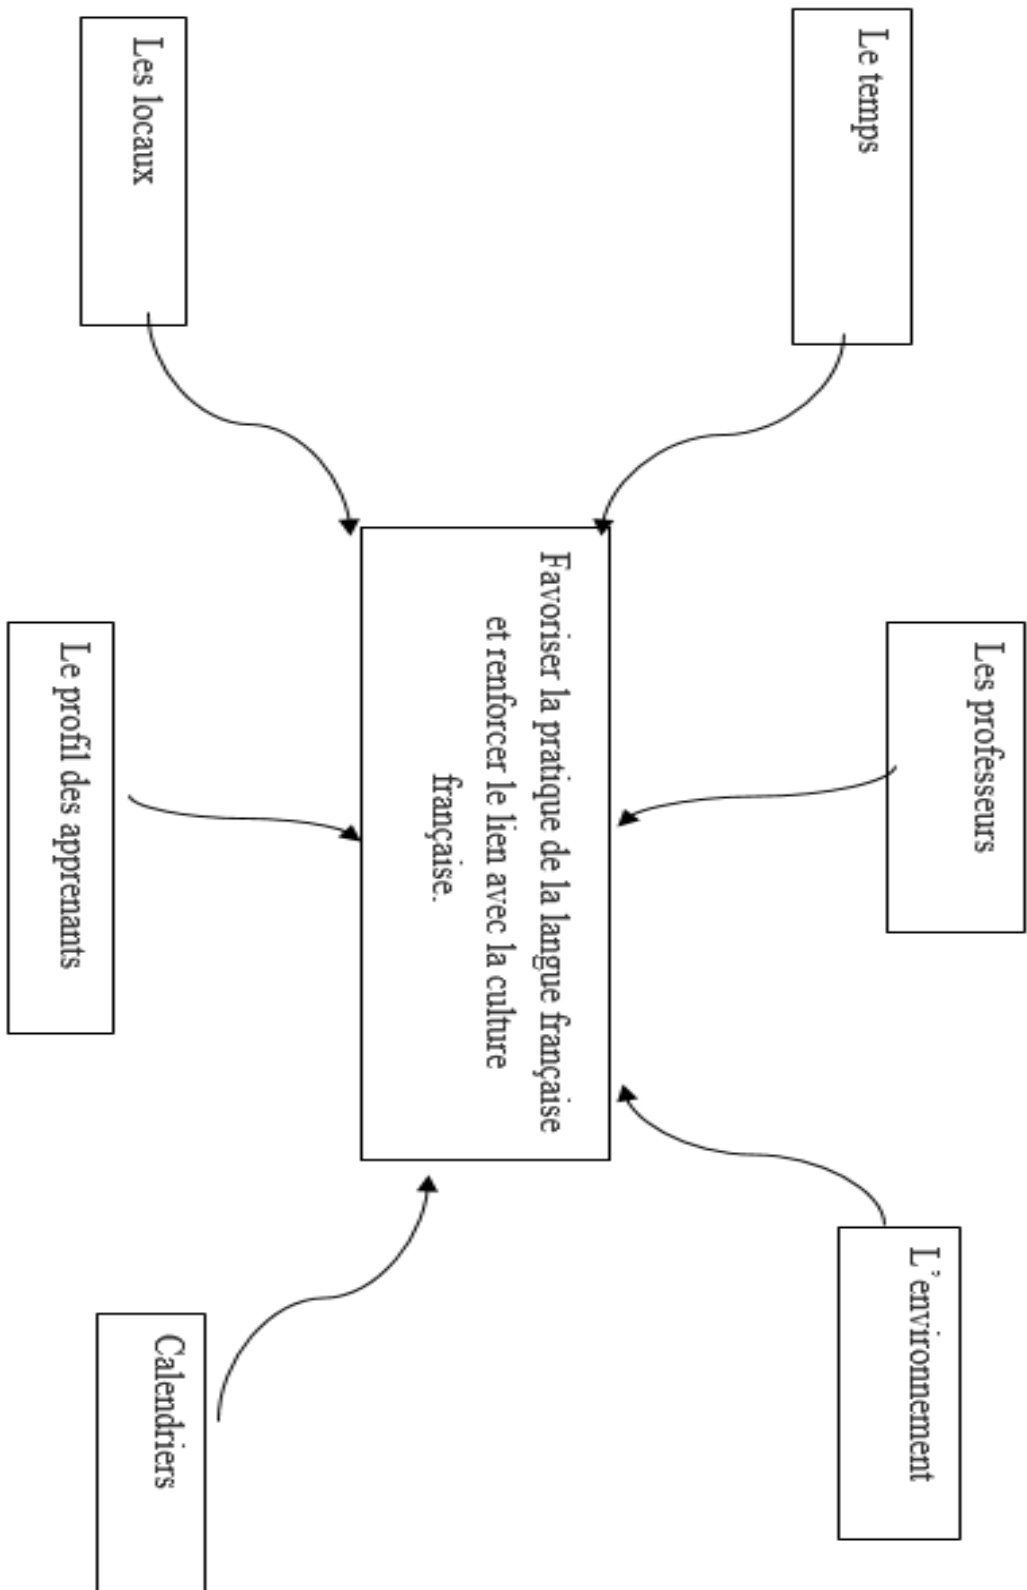 Le temps
Les professeurs
L'environnement
Favoriser la pratique de la langue française
et renforcer le lien avec la culture
française.
Les locaux
Le profil des apprenants
Calendriers